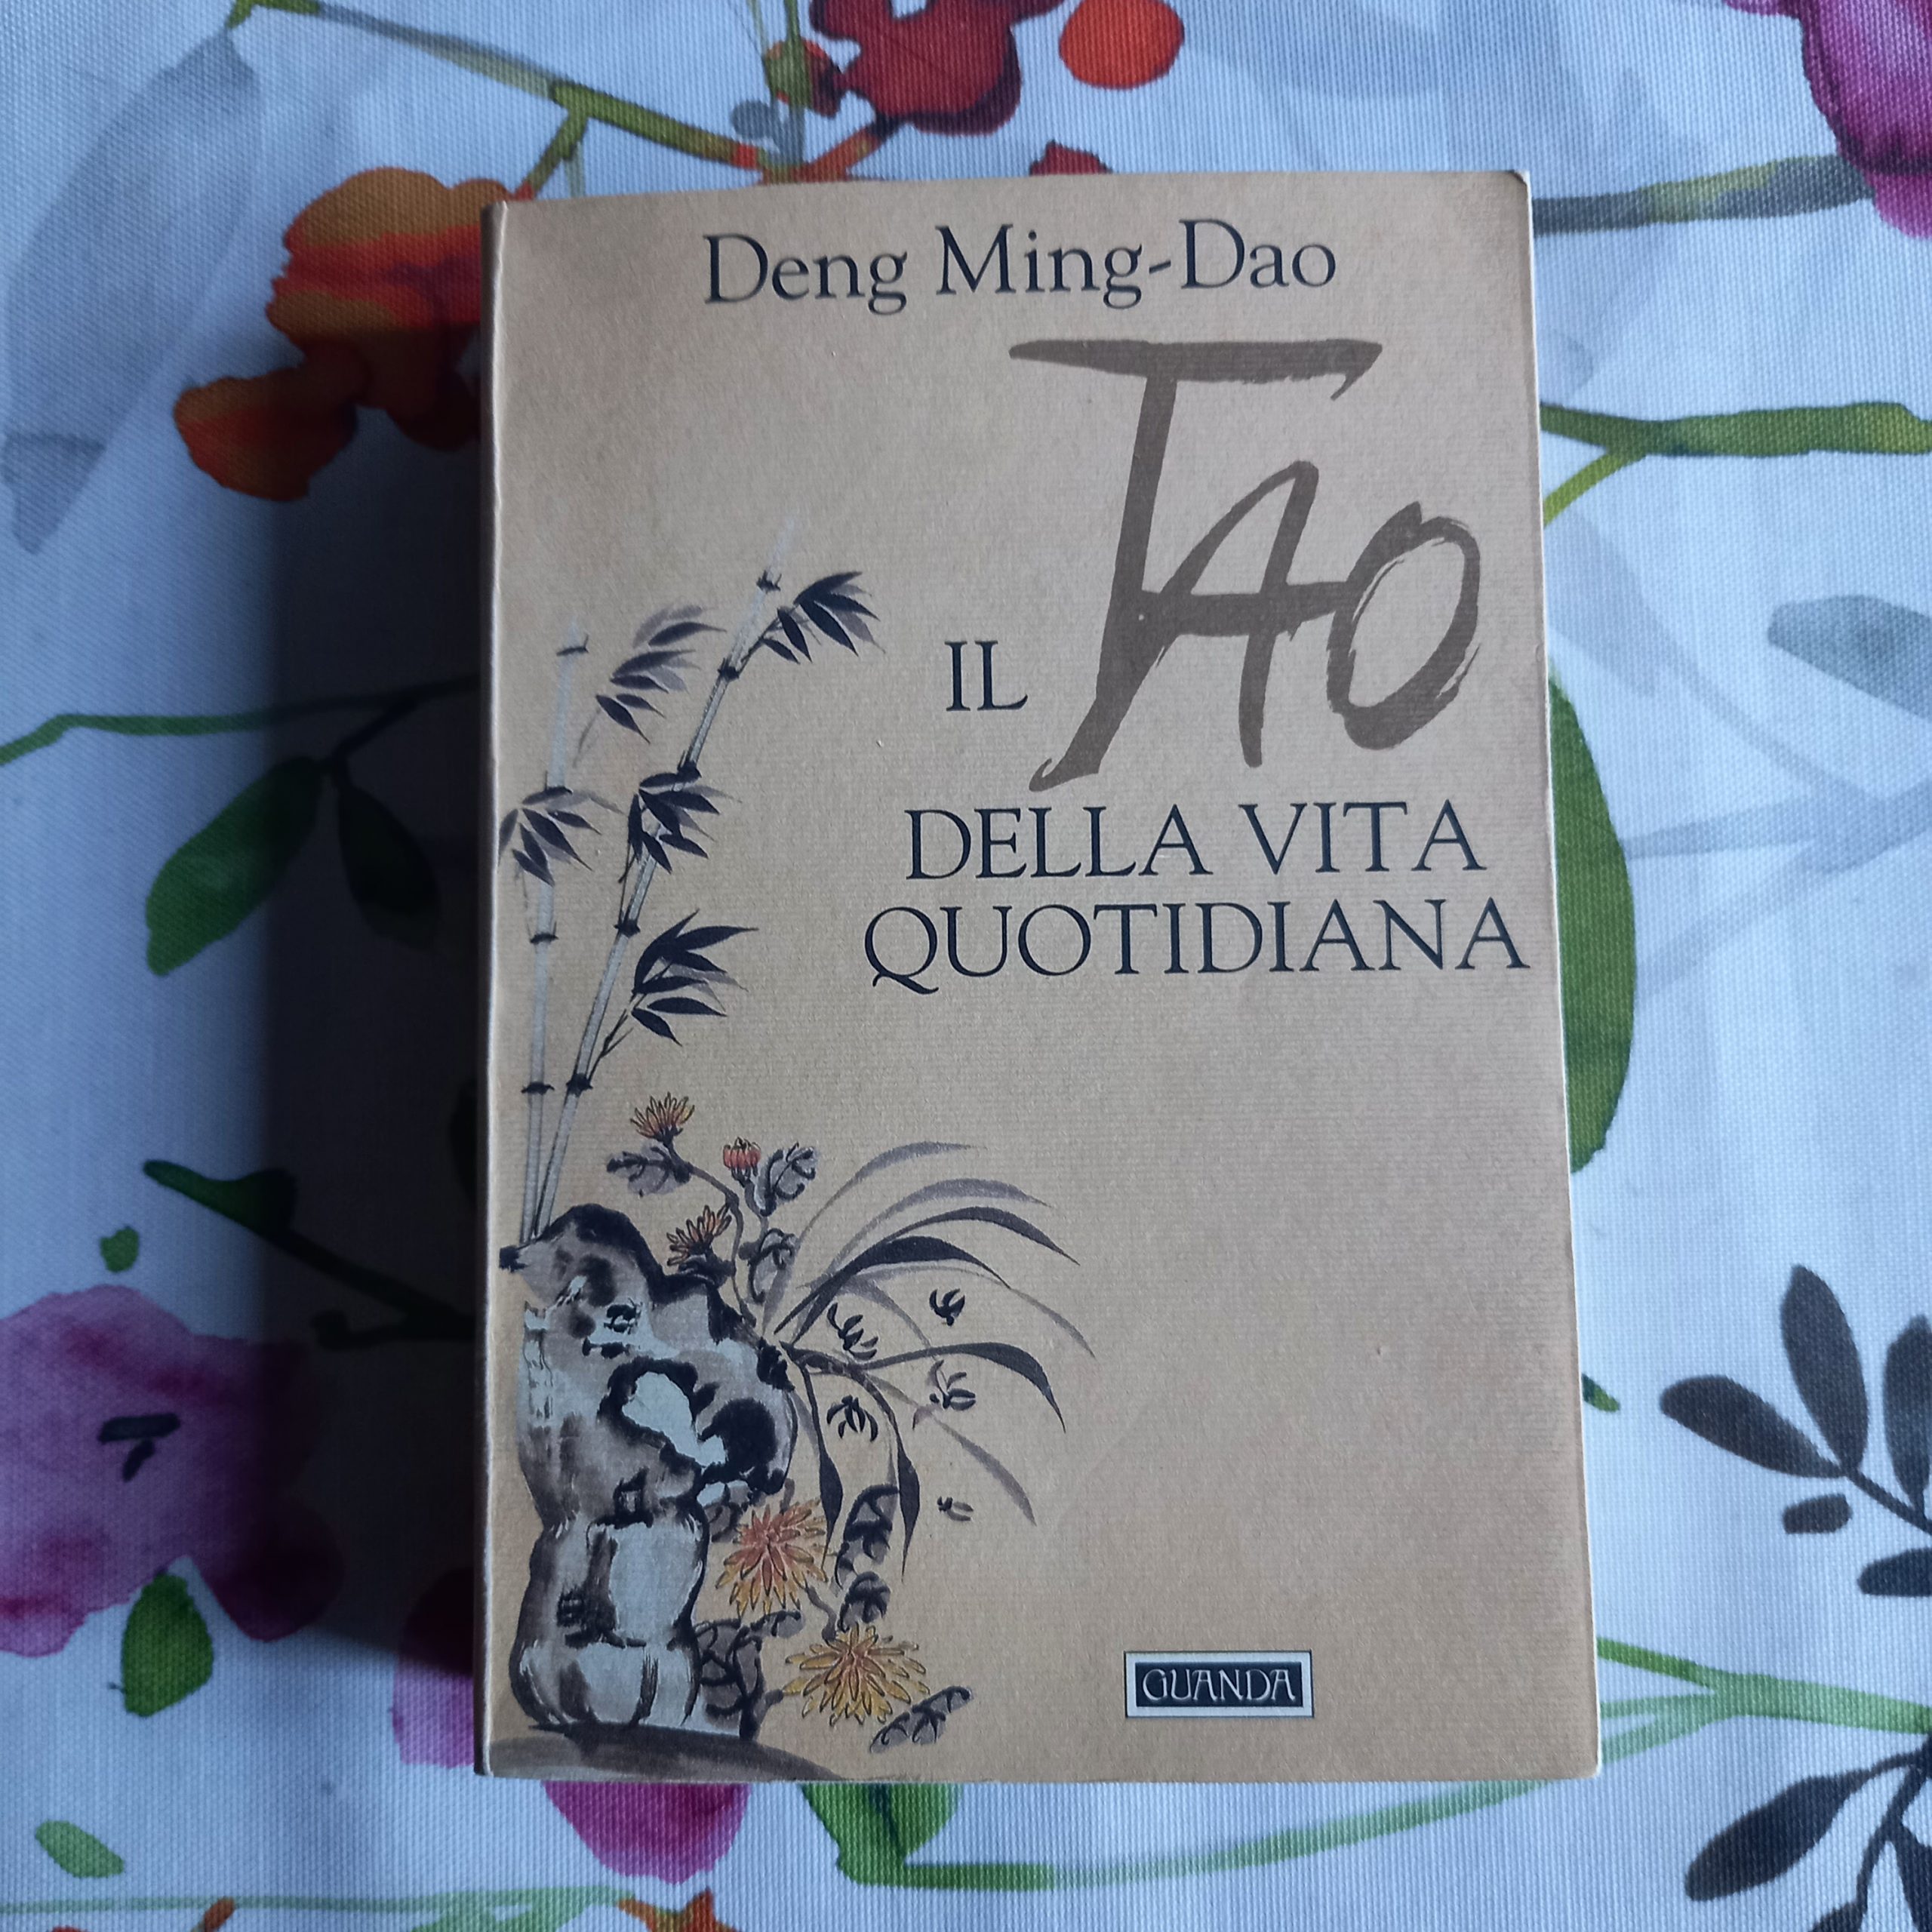 Deng Ming-Dao
IL TAO
DELLA VITA
QUOTIDIANA
GUANDA